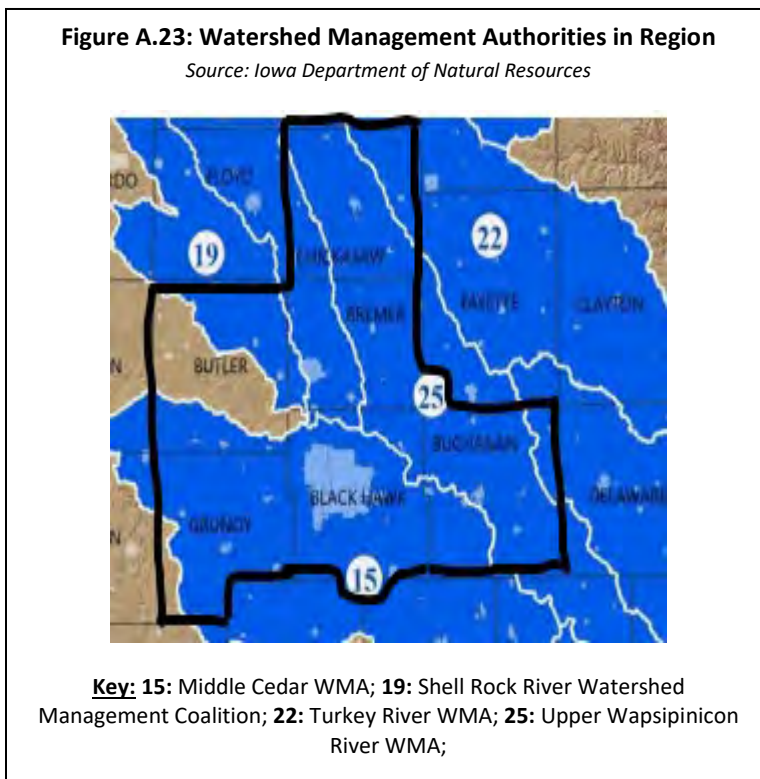 Figure A.23: Watershed Management Authorities in Region
Source: Iowa Department of Natural Resources
FLOYD
19
22
CHICKASAW
FAYETTE
CLAYTON
BREMER
N
BUTLER
25
BUCHANAN
BLACK HAWK
DELAWARE
GRUNDY
N
15
Key: 15: Middle Cedar WMA; 19: Shell Rock River Watershed
Management Coalition; 22: Turkey River WMA; 25: Upper Wapsipinicon
River WMA;